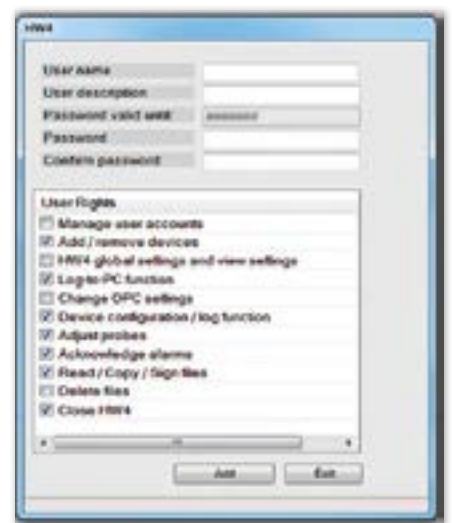 HW4
User name
User description
Password valid until
Password
Confirm password
User Rights
Manage user accounts
Add / remove devices
HW4 global settings and view settings
Log-to-PC function
Change OPC settings
Device configuration / log function
Adjust probes
Acknowledge alarms
Read / Copy / Sign files
Delete files
Close HW4
Add Exit